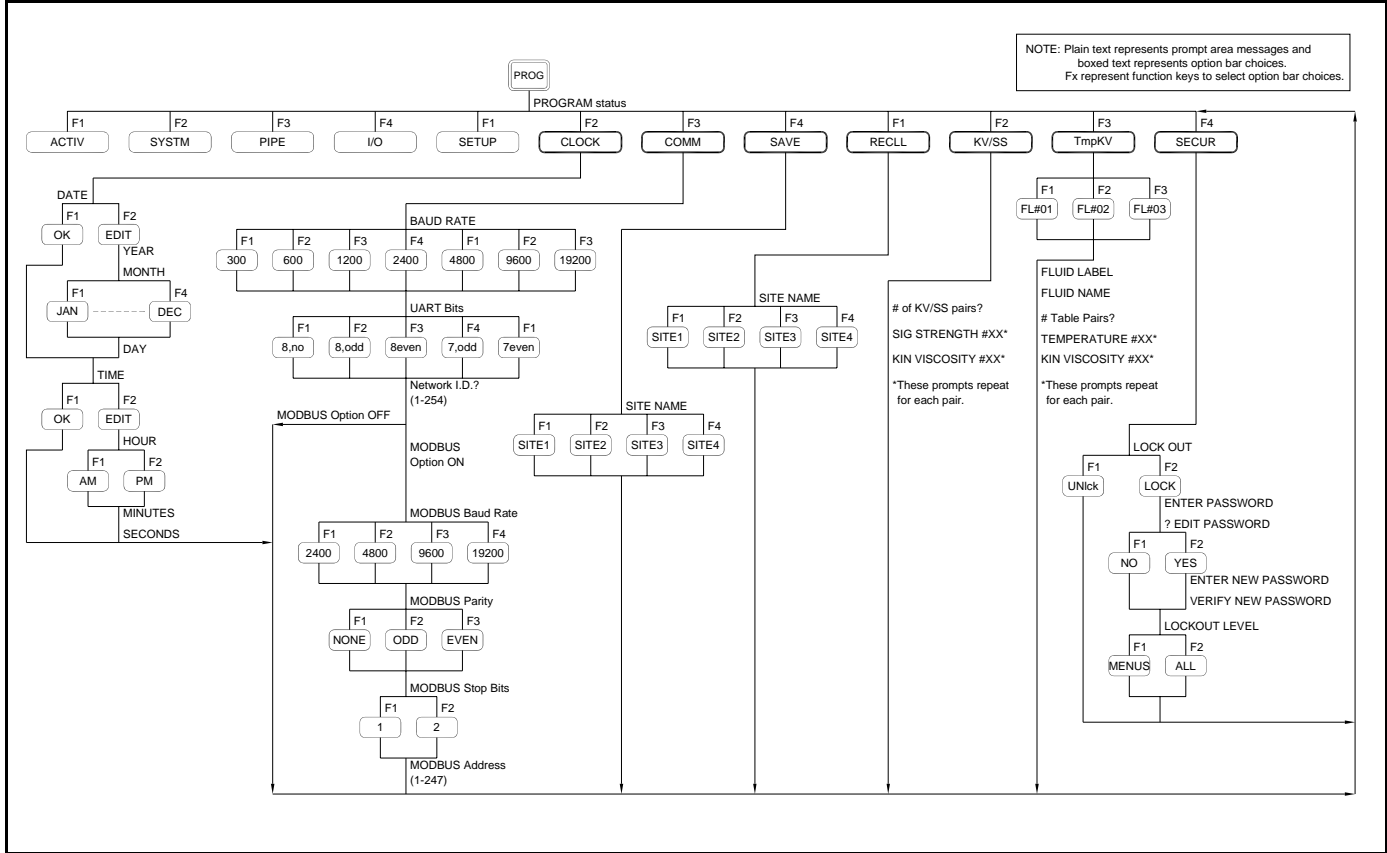 NOTE: Plain text represents prompt area messages and
boxed text represents option bar choices.
Fx represent function keys to select option bar choices.
PROG
PROGRAM status
F1 F2 F3 F4 F1 F2 F3 F4 F1 F2 F3 F4
ACTIV SYSTM PIPE I/O SETUP CLOCK COMM SAVE RECLL KV/SS TmpKV SECUR
DATE
F1 F2
OK EDIT
YEAR
MONTH
F1 F4
JAN DEC
DAY
TIME
F1 F2
OK EDIT
HOUR
F1 F2
AM PM
MINUTES
SECONDS
BAUD RATE
F1 F2 F3 F4 F1 F2 F3
300 600 1200 2400 4800 9600 19200
UART Bits
F1 F2 F3 F4 F1
8,no 8,odd 8even 7,odd 7even
Network I.D.?
(1-254)
MODBUS Option OFF
MODBUS
Option ON
MODBUS Baud Rate
F1 F2 F3 F4
2400 4800 9600 19200
MODBUS Parity
F1 F2 F3
NONE ODD EVEN
MODBUS Stop Bits
F1 F2
1 2
MODBUS Address
(1-247)
SITE NAME
F1 F2 F3 F4
SITE1 SITE2 SITE3 SITE4
SITE NAME
F1 F2 F3 F4
SITE1 SITE2 SITE3 SITE4
# of KV/SS pairs?
SIG STRENGTH #XX*
KIN VISCOSITY #XX*
*These prompts repeat
for each pair.
F1 F2 F3
FL#01 FL#02 FL#03
FLUID LABEL
FLUID NAME
# Table Pairs?
TEMPERATURE #XX*
KIN VISCOSITY #XX*
*These prompts repeat
for each pair.
LOCK OUT
F1 F2
UNlck LOCK
ENTER PASSWORD
? EDIT PASSWORD
F1 F2
NO YES
ENTER NEW PASSWORD
VERIFY NEW PASSWORD
LOCKOUT LEVEL
F1 F2
MENUS ALL